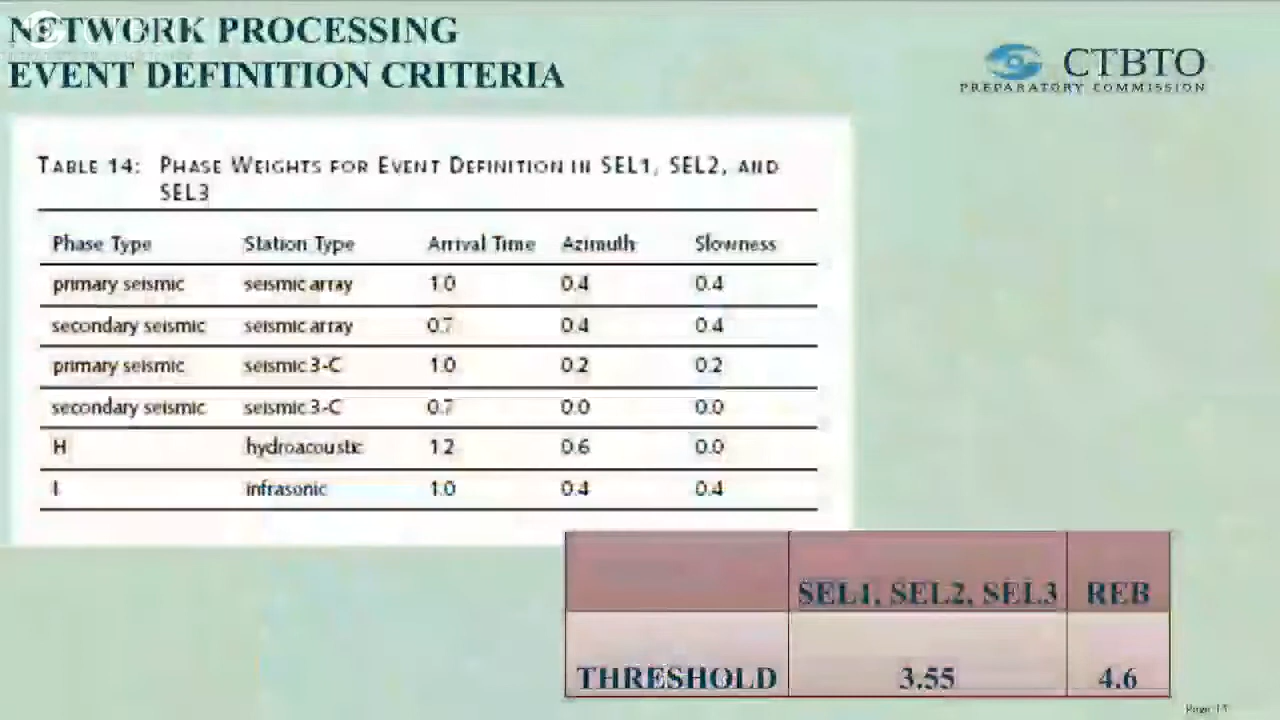 NETWORK PROCESSING
EVENT DEFINITION CRITERIA
CTBTO
PREPARATORY COMMISSION
TABLE 14: PHASE WEIGHTS FOR EVENT DEFINITION IN SEL1, SEL2, AND
SEL3
Phase Type Station Type Arrival Time Azimuth Slowness
primary seismic seismic array 1.0 0.4 0.4
secondary seismic seismic array 0.7 0.4 0.4
primary seismic seismic 3-C 1.0 0.2 0.2
secondary seismic seismic 3-C 0.7 0.0 0.0
H hydroacoustic 1.2 0.6 0.0
I infrasonic 1.0 0.4 0.4
SEL1, SEL2, SEL3 REB
THRESHOLD 3.55 4.6
Page